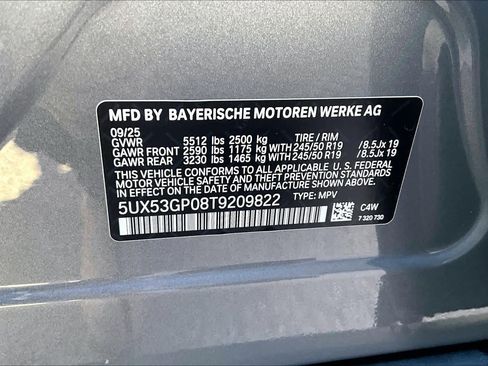 MFD BY BAYERISCHE MOTOREN WERKE AG
09/25
GVWR 5512 lbs 2500 kg TIRE / RIM
GAWR FRONT 2590 lbs 1175 kg WITH 245/50 R19 / 8.5J x 19
GAWR REAR 3230 lbs 1465 kg WITH 245/50 R19 / 8.5J x 19
THIS VEHICLE CONFORMS TO ALL APPLICABLE U. S. FEDERAL
MOTOR VEHICLE SAFETY, BUMPER, AND THEFT PREVENTION
STANDARDS IN EFFECT ON THE DATE OF MANUFACTURE
SHOWN ABOVE.
5UX53GP08T9209822 TYPE: MPV
C4W
7 320 730